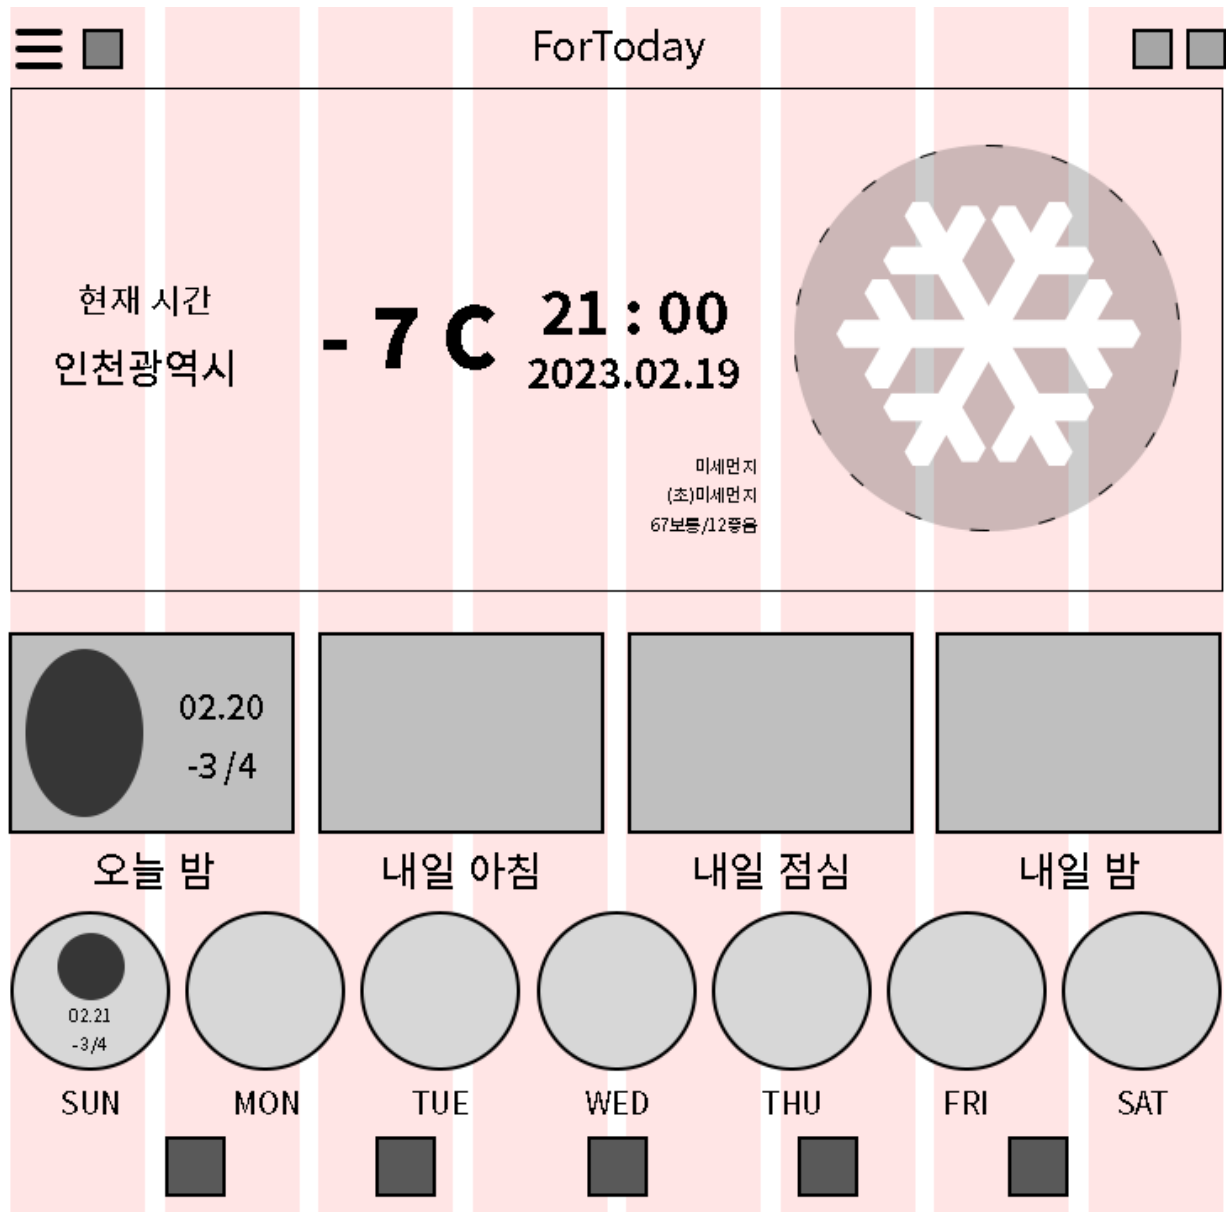 ForToday
현재 시간
인천광역시
- 7 C
21 : 00
2023.02.19
미세먼지
(초)미세먼지
67보통/12좋음
02.20
-3 /4
오늘 밤
내일 아침
내일 점심
내일 밤
02.21
-3/4
SUN
MON
TUE
WED
THU
FRI
SAT